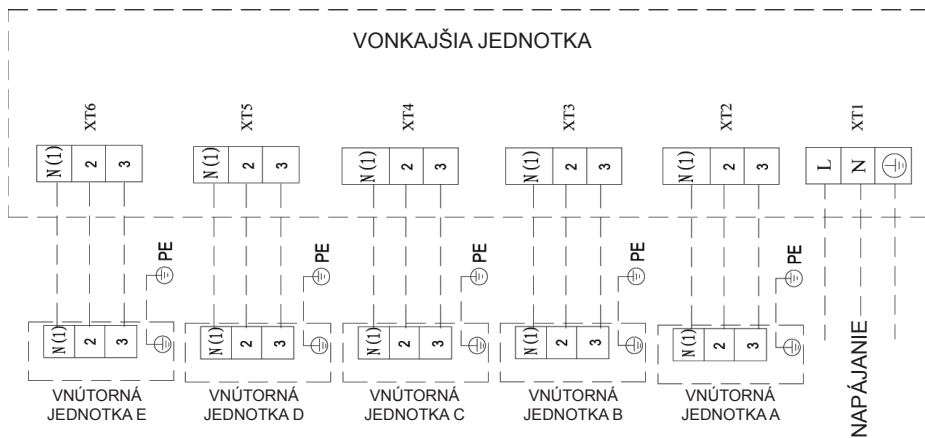 VONKAJŠIA JEDNOTKA
XT6
XT5
XT4
XT3
XT2
XT1
N(1) 2 3
N(1) 2 3
N(1) 2 3
N(1) 2 3
N(1) 2 3
L N
PE
PE
PE
PE
PE
N(1) 2 3
N(1) 2 3
N(1) 2 3
N(1) 2 3
N(1) 2 3
VNÚTORNÁ
JEDNOTKA E
VNÚTORNÁ
JEDNOTKA D
VNÚTORNÁ
JEDNOTKA C
VNÚTORNÁ
JEDNOTKA B
VNÚTORNÁ
JEDNOTKA A
NAPÁJANIE